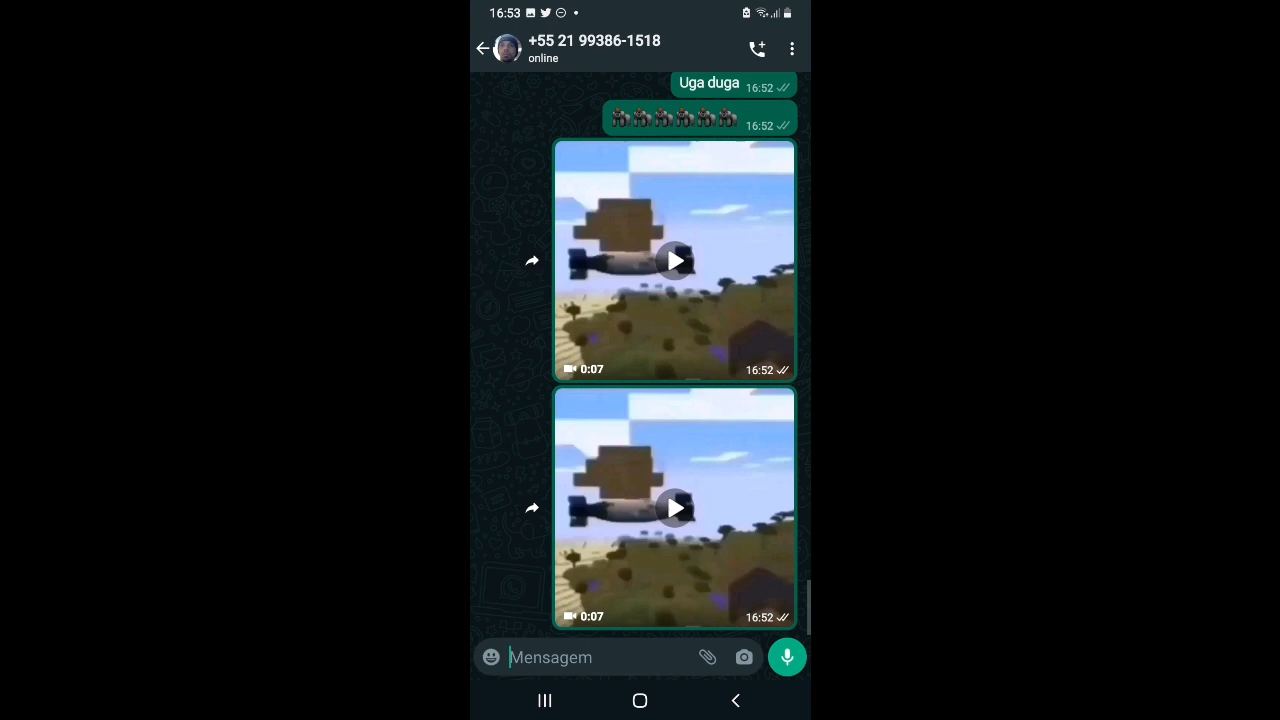 16:53
+55 21 99386-1518
online
Uga duga 16:52
16:52
0:07 16:52
0:07 16:52
Mensagem